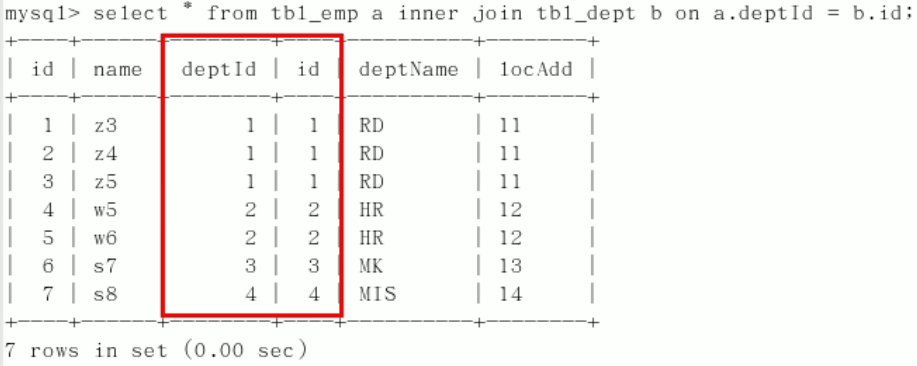 mysql> select * from tbl_emp a inner join tbl_dept b on a.deptId = b.id;
+----+------+--------+----+----------+--------+
| id | name | deptId | id | deptName | locAdd |
+----+------+--------+----+----------+--------+
| 1 | z3 | 1 | 1 | RD | 11 |
| 2 | z4 | 1 | 1 | RD | 11 |
| 3 | z5 | 1 | 1 | RD | 11 |
| 4 | w5 | 2 | 2 | HR | 12 |
| 5 | w6 | 2 | 2 | HR | 12 |
| 6 | s7 | 3 | 3 | MK | 13 |
| 7 | s8 | 4 | 4 | MIS | 14 |
+----+------+--------+----+----------+--------+
7 rows in set (0.00 sec)